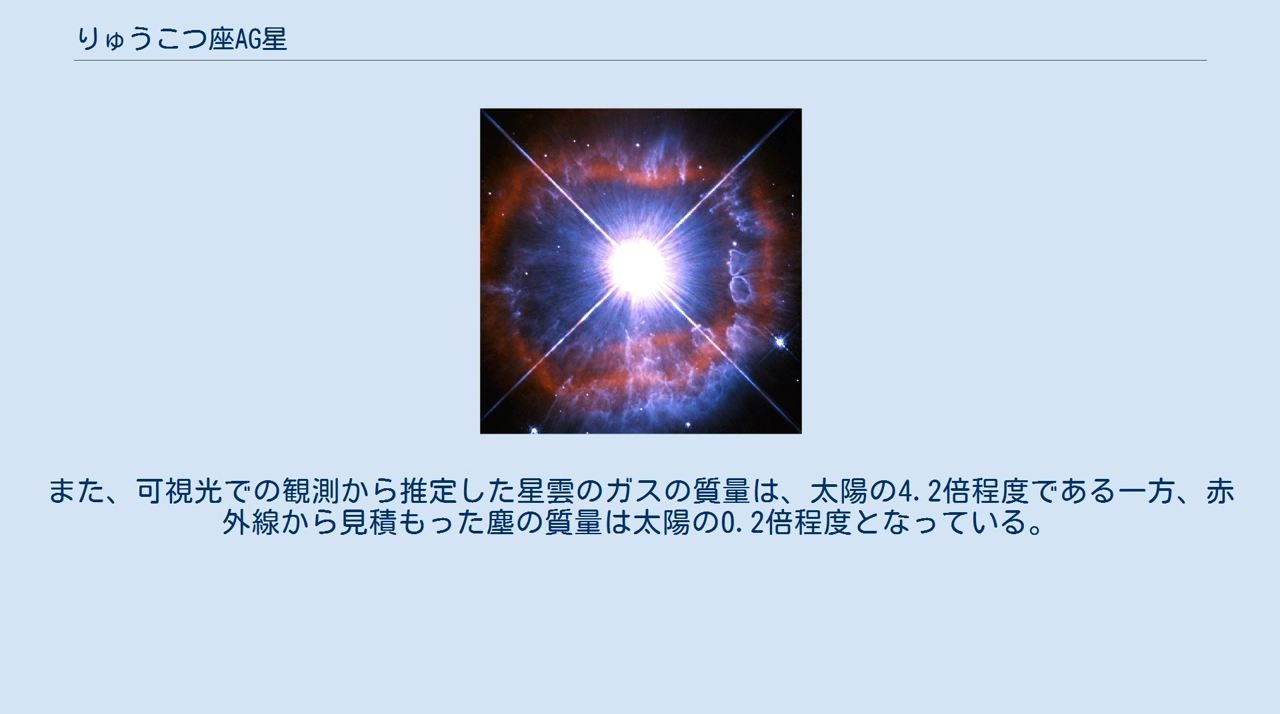 りゅうこつ座AG星
また、可視光での観測から推定した星雲のガスの質量は、太陽の4.2倍程度である一方、赤
外線から見積もった塵の質量は太陽の0.2倍程度となっている。